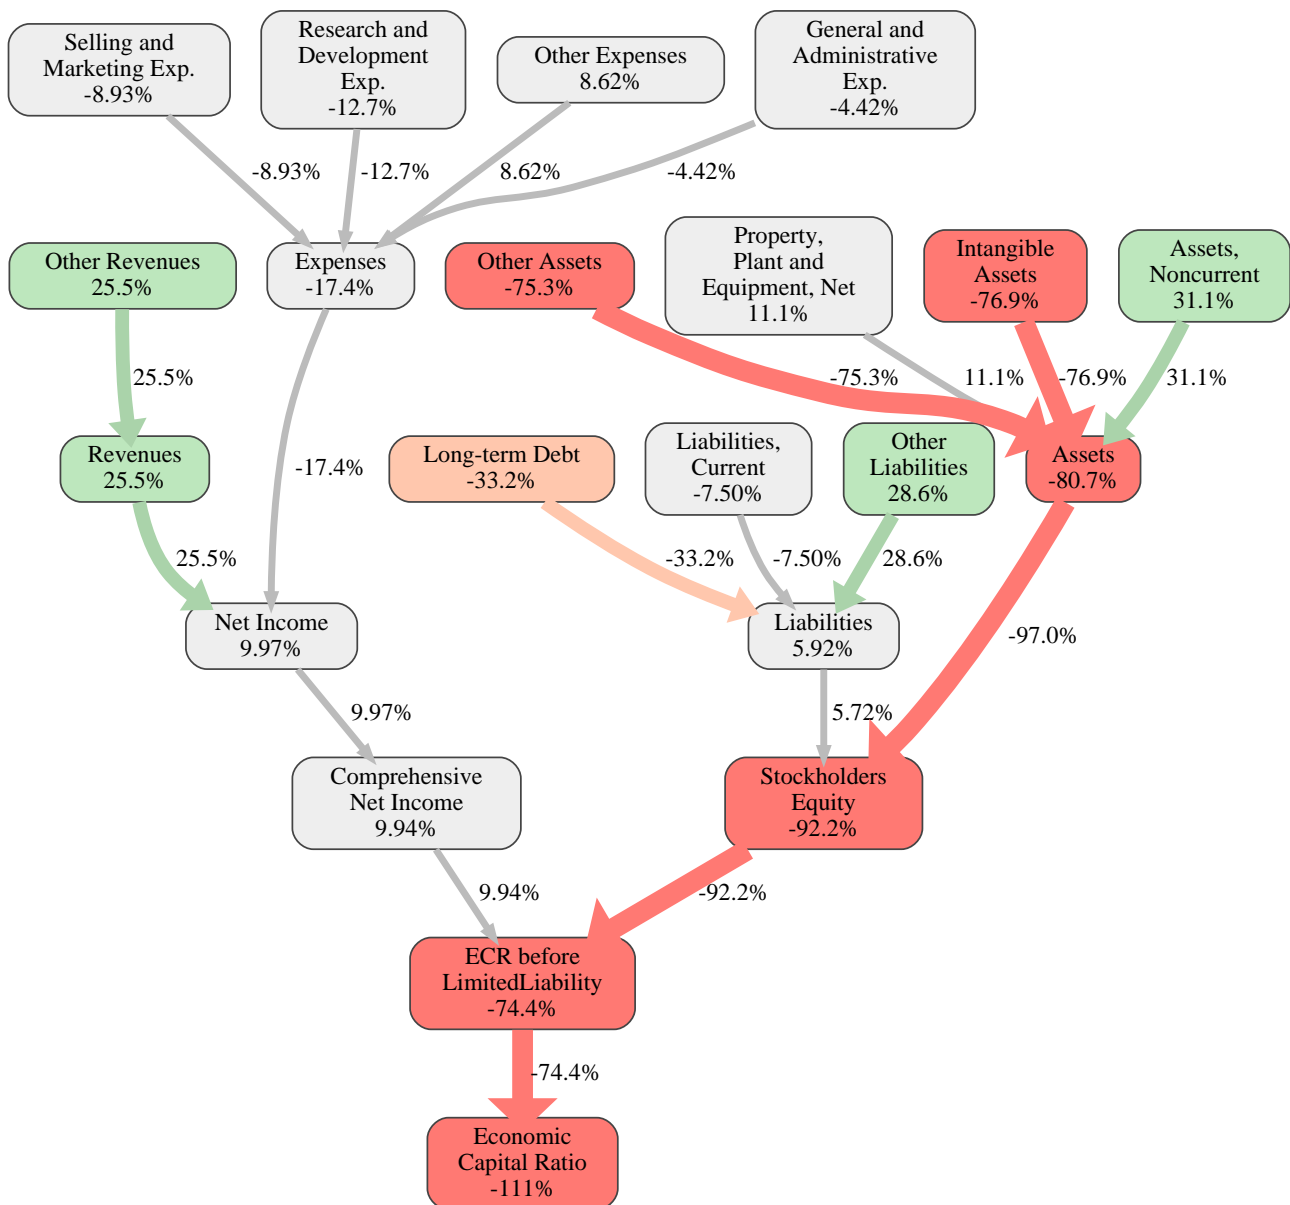 Selling and
Marketing Exp.
-8.93%
Research and
Development
Exp.
-12.7%
Other Expenses
8.62%
General and
Administrative
Exp.
-4.42%
-8.93%
-12.7%
8.62%
-4.42%
Other Revenues
25.5%
Expenses
-17.4%
Other Assets
-75.3%
Property,
Plant and
Equipment, Net
11.1%
Intangible
Assets
-76.9%
Assets,
Noncurrent
31.1%
25.5%
-75.3%
11.1%
-76.9%
31.1%
Revenues
25.5%
-17.4%
Long-term Debt
-33.2%
Liabilities,
Current
-7.50%
Other
Liabilities
28.6%
Assets
-80.7%
25.5%
-33.2%
-7.50%
28.6%
Net Income
9.97%
Liabilities
5.92%
-97.0%
9.97%
5.72%
Comprehensive
Net Income
9.94%
Stockholders
Equity
-92.2%
9.94%
-92.2%
ECR before
LimitedLiability
-74.4%
-74.4%
Economic
Capital Ratio
-111%